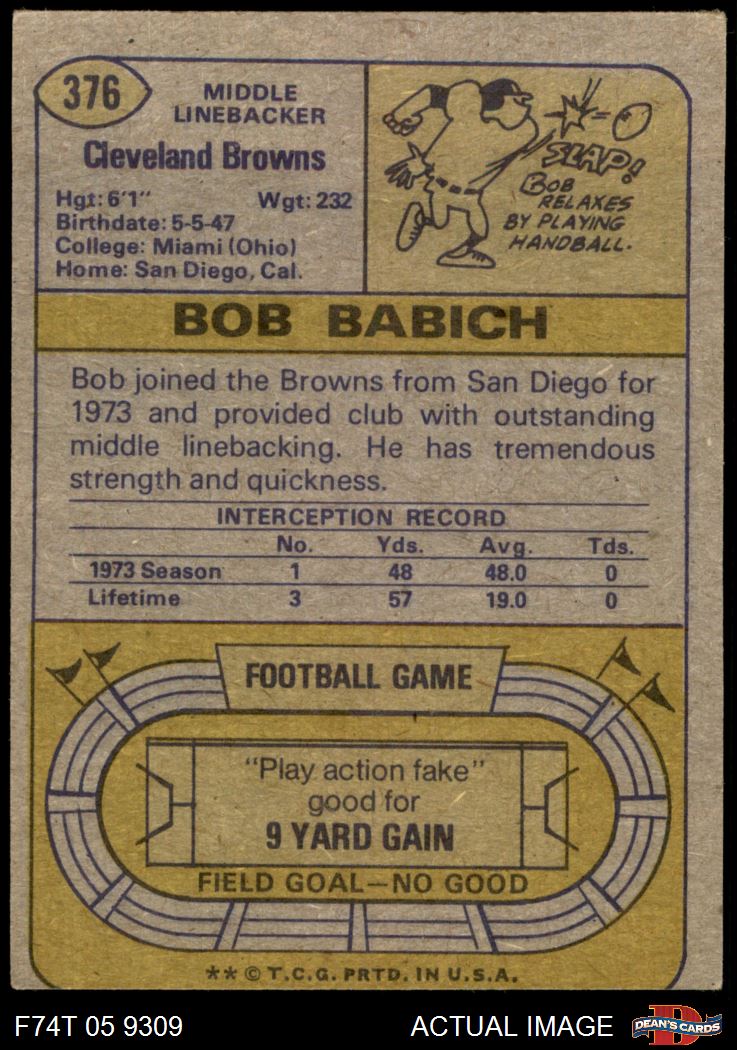 376
MIDDLE
LINEBACKER
Cleveland Browns
Hgt: 6'1" Wgt: 232
Birthdate: 5-5-47
College: Miami (Ohio)
Home: San Diego, Cal.
SLAP!
BOB
RELAXES
BY PLAYING
HANDBALL.
BOB BABICH
Bob joined the Browns from San Diego for
1973 and provided club with outstanding
middle linebacking. He has tremendous
strength and quickness.
INTERCEPTION RECORD
No. Yds. Avg. Tds.
1973 Season 1 48 48.0 0
Lifetime 3 57 19.0 0
FOOTBALL GAME
"Play action fake"
good for
9 YARD GAIN
FIELD GOAL—NO GOOD
** © T.C.G. PRTD. IN U.S.A.
F74T 05 9309
ACTUAL IMAGE
DEAN'S CARDS